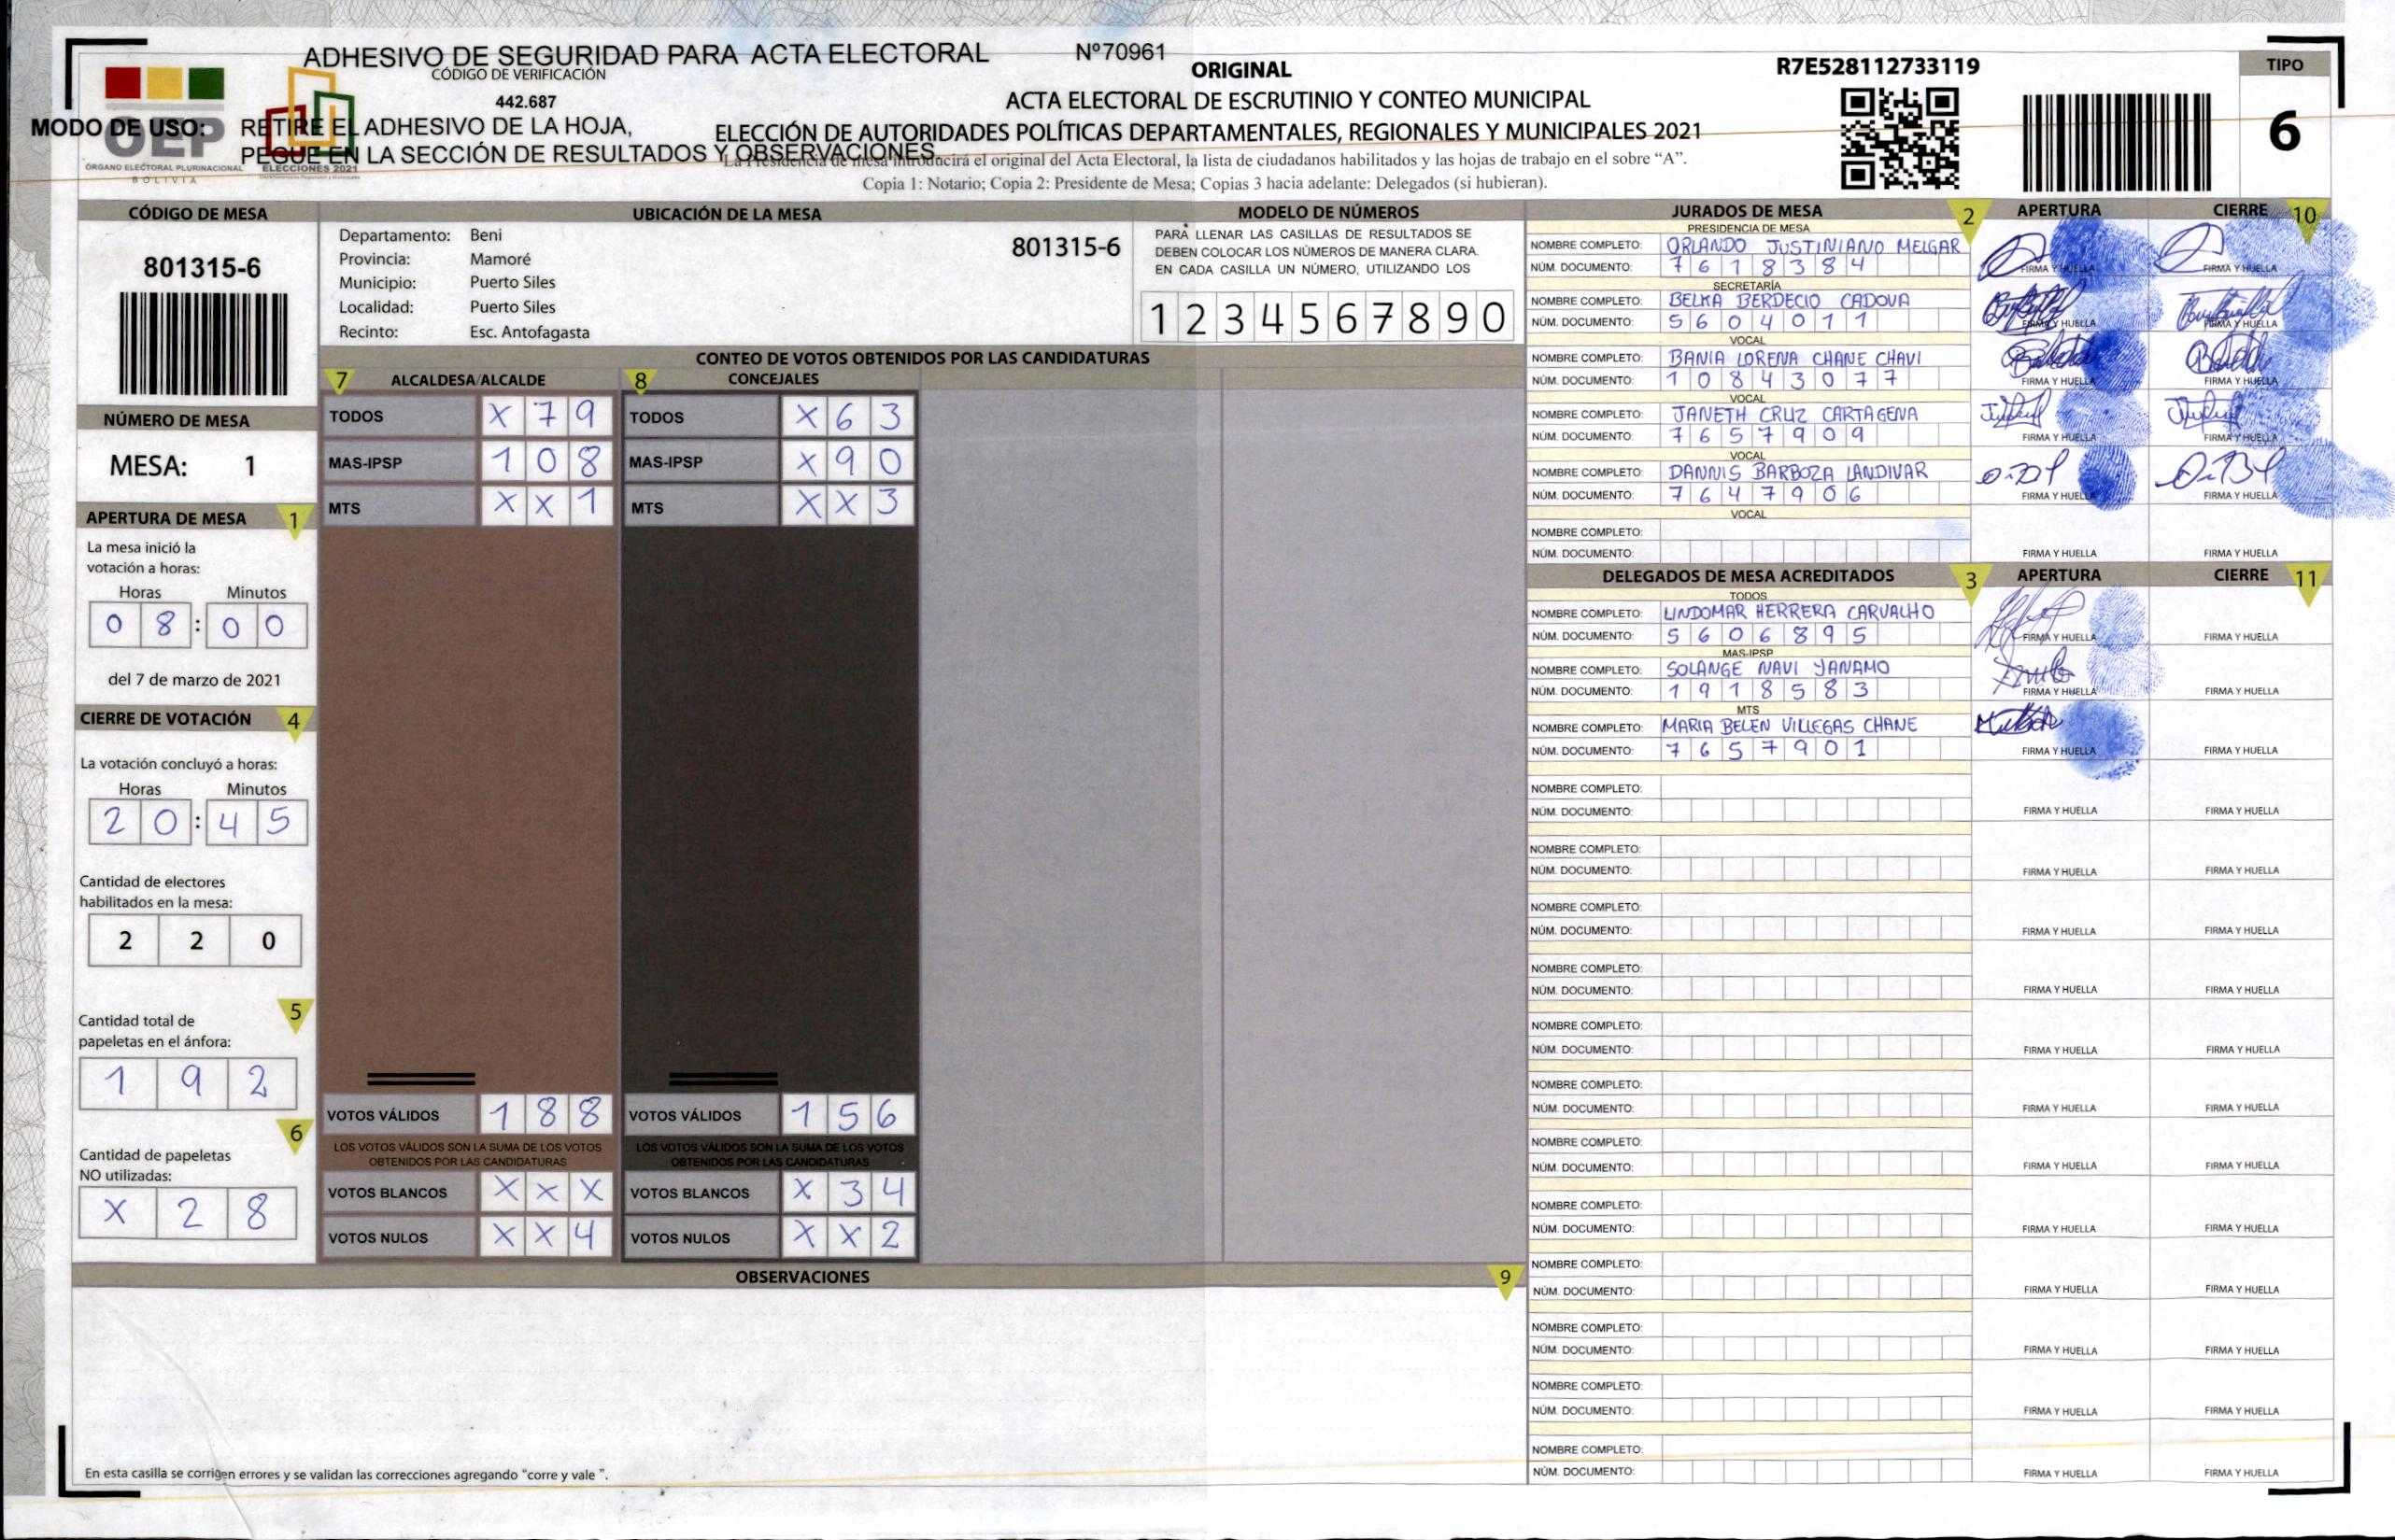 ADHESIVO DE SEGURIDAD PARA ACTA ELECTORAL Nº70961
CÓDIGO DE VERIFICACIÓN
442.687
MODO DE USO: RETIRE EL ADHESIVO DE LA HOJA,
PEGUE EN LA SECCIÓN DE RESULTADOS Y OBSERVACIONES.
OEP
ÓRGANO ELECTORAL PLURINACIONAL
BOLIVIA
ELECCIONES 2021
ORIGINAL
ACTA ELECTORAL DE ESCRUTINIO Y CONTEO MUNICIPAL
ELECCIÓN DE AUTORIDADES POLÍTICAS DEPARTAMENTALES, REGIONALES Y MUNICIPALES 2021
La Presidencia de mesa introducirá el original del Acta Electoral, la lista de ciudadanos habilitados y las hojas de trabajo en el sobre “A”.
Copia 1: Notario; Copia 2: Presidente de Mesa; Copias 3 hacia adelante: Delegados (si hubieran).
R7E528112733119
TIPO
6
CÓDIGO DE MESA
801315-6
NÚMERO DE MESA
MESA: 1
APERTURA DE MESA 1
La mesa inició la
votación a horas:
Horas Minutos
0 8 : 0 0
del 7 de marzo de 2021
CIERRE DE VOTACIÓN 4
La votación concluyó a horas:
Horas Minutos
2 0 : 4 5
Cantidad de electores
habilitados en la mesa:
2 2 0
5
Cantidad total de
papeletas en el ánfora:
1 9 2
6
Cantidad de papeletas
NO utilizadas:
X 2 8
UBICACIÓN DE LA MESA
Departamento: Beni
Provincia: Mamoré
Municipio: Puerto Siles
Localidad: Puerto Siles
Recinto: Esc. Antofagasta
801315-6
MODELO DE NÚMEROS
PARA LLENAR LAS CASILLAS DE RESULTADOS SE
DEBEN COLOCAR LOS NÚMEROS DE MANERA CLARA.
EN CADA CASILLA UN NÚMERO, UTILIZANDO LOS
1 2 3 4 5 6 7 8 9 0
CONTEO DE VOTOS OBTENIDOS POR LAS CANDIDATURAS
7 ALCALDESA/ALCALDE
TODOS X 7 9
MAS-IPSP 1 0 8
MTS X X 1
VOTOS VÁLIDOS 1 8 8
LOS VOTOS VÁLIDOS SON LA SUMA DE LOS VOTOS
OBTENIDOS POR LAS CANDIDATURAS
VOTOS BLANCOS X X X
VOTOS NULOS X X 4
8 CONCEJALES
TODOS X 6 3
MAS-IPSP X 9 0
MTS X X 3
VOTOS VÁLIDOS 1 5 6
LOS VOTOS VÁLIDOS SON LA SUMA DE LOS VOTOS
OBTENIDOS POR LAS CANDIDATURAS
VOTOS BLANCOS X 3 4
VOTOS NULOS X X 2
OBSERVACIONES 9
En esta casilla se corrigen errores y se validan las correcciones agregando “corre y vale ”.
JURADOS DE MESA 2 APERTURA CIERRE 10
PRESIDENCIA DE MESA
NOMBRE COMPLETO: ORLANDO JUSTINIANO MELGAR
NÚM. DOCUMENTO: 7 6 1 8 3 8 4 FIRMA Y HUELLA FIRMA Y HUELLA
SECRETARÍA
NOMBRE COMPLETO: BELKA BERDECIO CADOVA
NÚM. DOCUMENTO: 5 6 0 4 0 1 1 FIRMA Y HUELLA FIRMA Y HUELLA
VOCAL
NOMBRE COMPLETO: BANIA LORENA CHANE CHAVI
NÚM. DOCUMENTO: 1 0 8 4 3 0 7 7 FIRMA Y HUELLA FIRMA Y HUELLA
VOCAL
NOMBRE COMPLETO: JANETH CRUZ CARTAGENA
NÚM. DOCUMENTO: 7 6 5 7 9 0 9 FIRMA Y HUELLA FIRMA Y HUELLA
VOCAL
NOMBRE COMPLETO: DANNIS BARBOZA LANDIVAR
NÚM. DOCUMENTO: 7 6 4 7 9 0 6 FIRMA Y HUELLA FIRMA Y HUELLA
VOCAL
NOMBRE COMPLETO:
NÚM. DOCUMENTO: FIRMA Y HUELLA FIRMA Y HUELLA
DELEGADOS DE MESA ACREDITADOS 3 APERTURA CIERRE 11
TODOS
NOMBRE COMPLETO: LINDOMAR HERRERA CARVALHO
NÚM. DOCUMENTO: 5 6 0 6 8 9 5 FIRMA Y HUELLA FIRMA Y HUELLA
MAS-IPSP
NOMBRE COMPLETO: SOLANGE NAVI YANAMO
NÚM. DOCUMENTO: 1 9 1 8 5 8 3 FIRMA Y HUELLA FIRMA Y HUELLA
MTS
NOMBRE COMPLETO: MARIA BELEN VILLEGAS CHANE
NÚM. DOCUMENTO: 7 6 5 7 9 0 1 FIRMA Y HUELLA FIRMA Y HUELLA
NOMBRE COMPLETO:
NÚM. DOCUMENTO: FIRMA Y HUELLA FIRMA Y HUELLA
NOMBRE COMPLETO:
NÚM. DOCUMENTO: FIRMA Y HUELLA FIRMA Y HUELLA
NOMBRE COMPLETO:
NÚM. DOCUMENTO: FIRMA Y HUELLA FIRMA Y HUELLA
NOMBRE COMPLETO:
NÚM. DOCUMENTO: FIRMA Y HUELLA FIRMA Y HUELLA
NOMBRE COMPLETO:
NÚM. DOCUMENTO: FIRMA Y HUELLA FIRMA Y HUELLA
NOMBRE COMPLETO:
NÚM. DOCUMENTO: FIRMA Y HUELLA FIRMA Y HUELLA
NOMBRE COMPLETO:
NÚM. DOCUMENTO: FIRMA Y HUELLA FIRMA Y HUELLA
NOMBRE COMPLETO:
NÚM. DOCUMENTO: FIRMA Y HUELLA FIRMA Y HUELLA
NOMBRE COMPLETO:
NÚM. DOCUMENTO: FIRMA Y HUELLA FIRMA Y HUELLA
NOMBRE COMPLETO:
NÚM. DOCUMENTO: FIRMA Y HUELLA FIRMA Y HUELLA
NOMBRE COMPLETO:
NÚM. DOCUMENTO: FIRMA Y HUELLA FIRMA Y HUELLA
NOMBRE COMPLETO:
NÚM. DOCUMENTO: FIRMA Y HUELLA FIRMA Y HUELLA